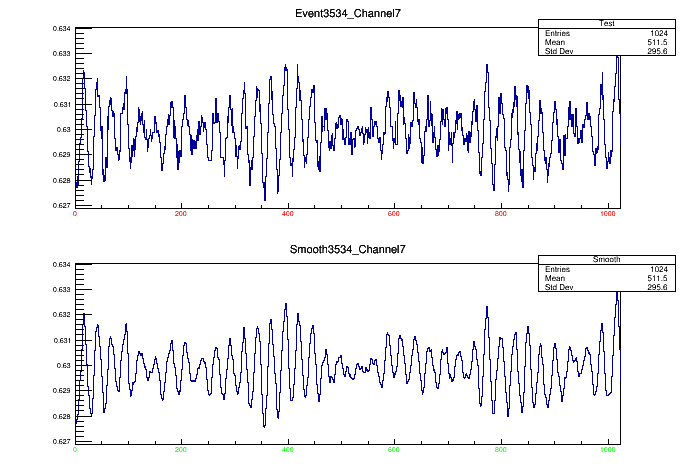 Event3534_Channel7
Test
Entries 1024
Mean 511.5
Std Dev 295.6
0.634
0.633
0.632
0.631
0.63
0.629
0.628
0.627
0 200 400 600 800 1000
Smooth3534_Channel7
Smooth
Entries 1024
Mean 511.5
Std Dev 295.6
0.634
0.633
0.632
0.631
0.63
0.629
0.628
0.627
0 200 400 600 800 1000